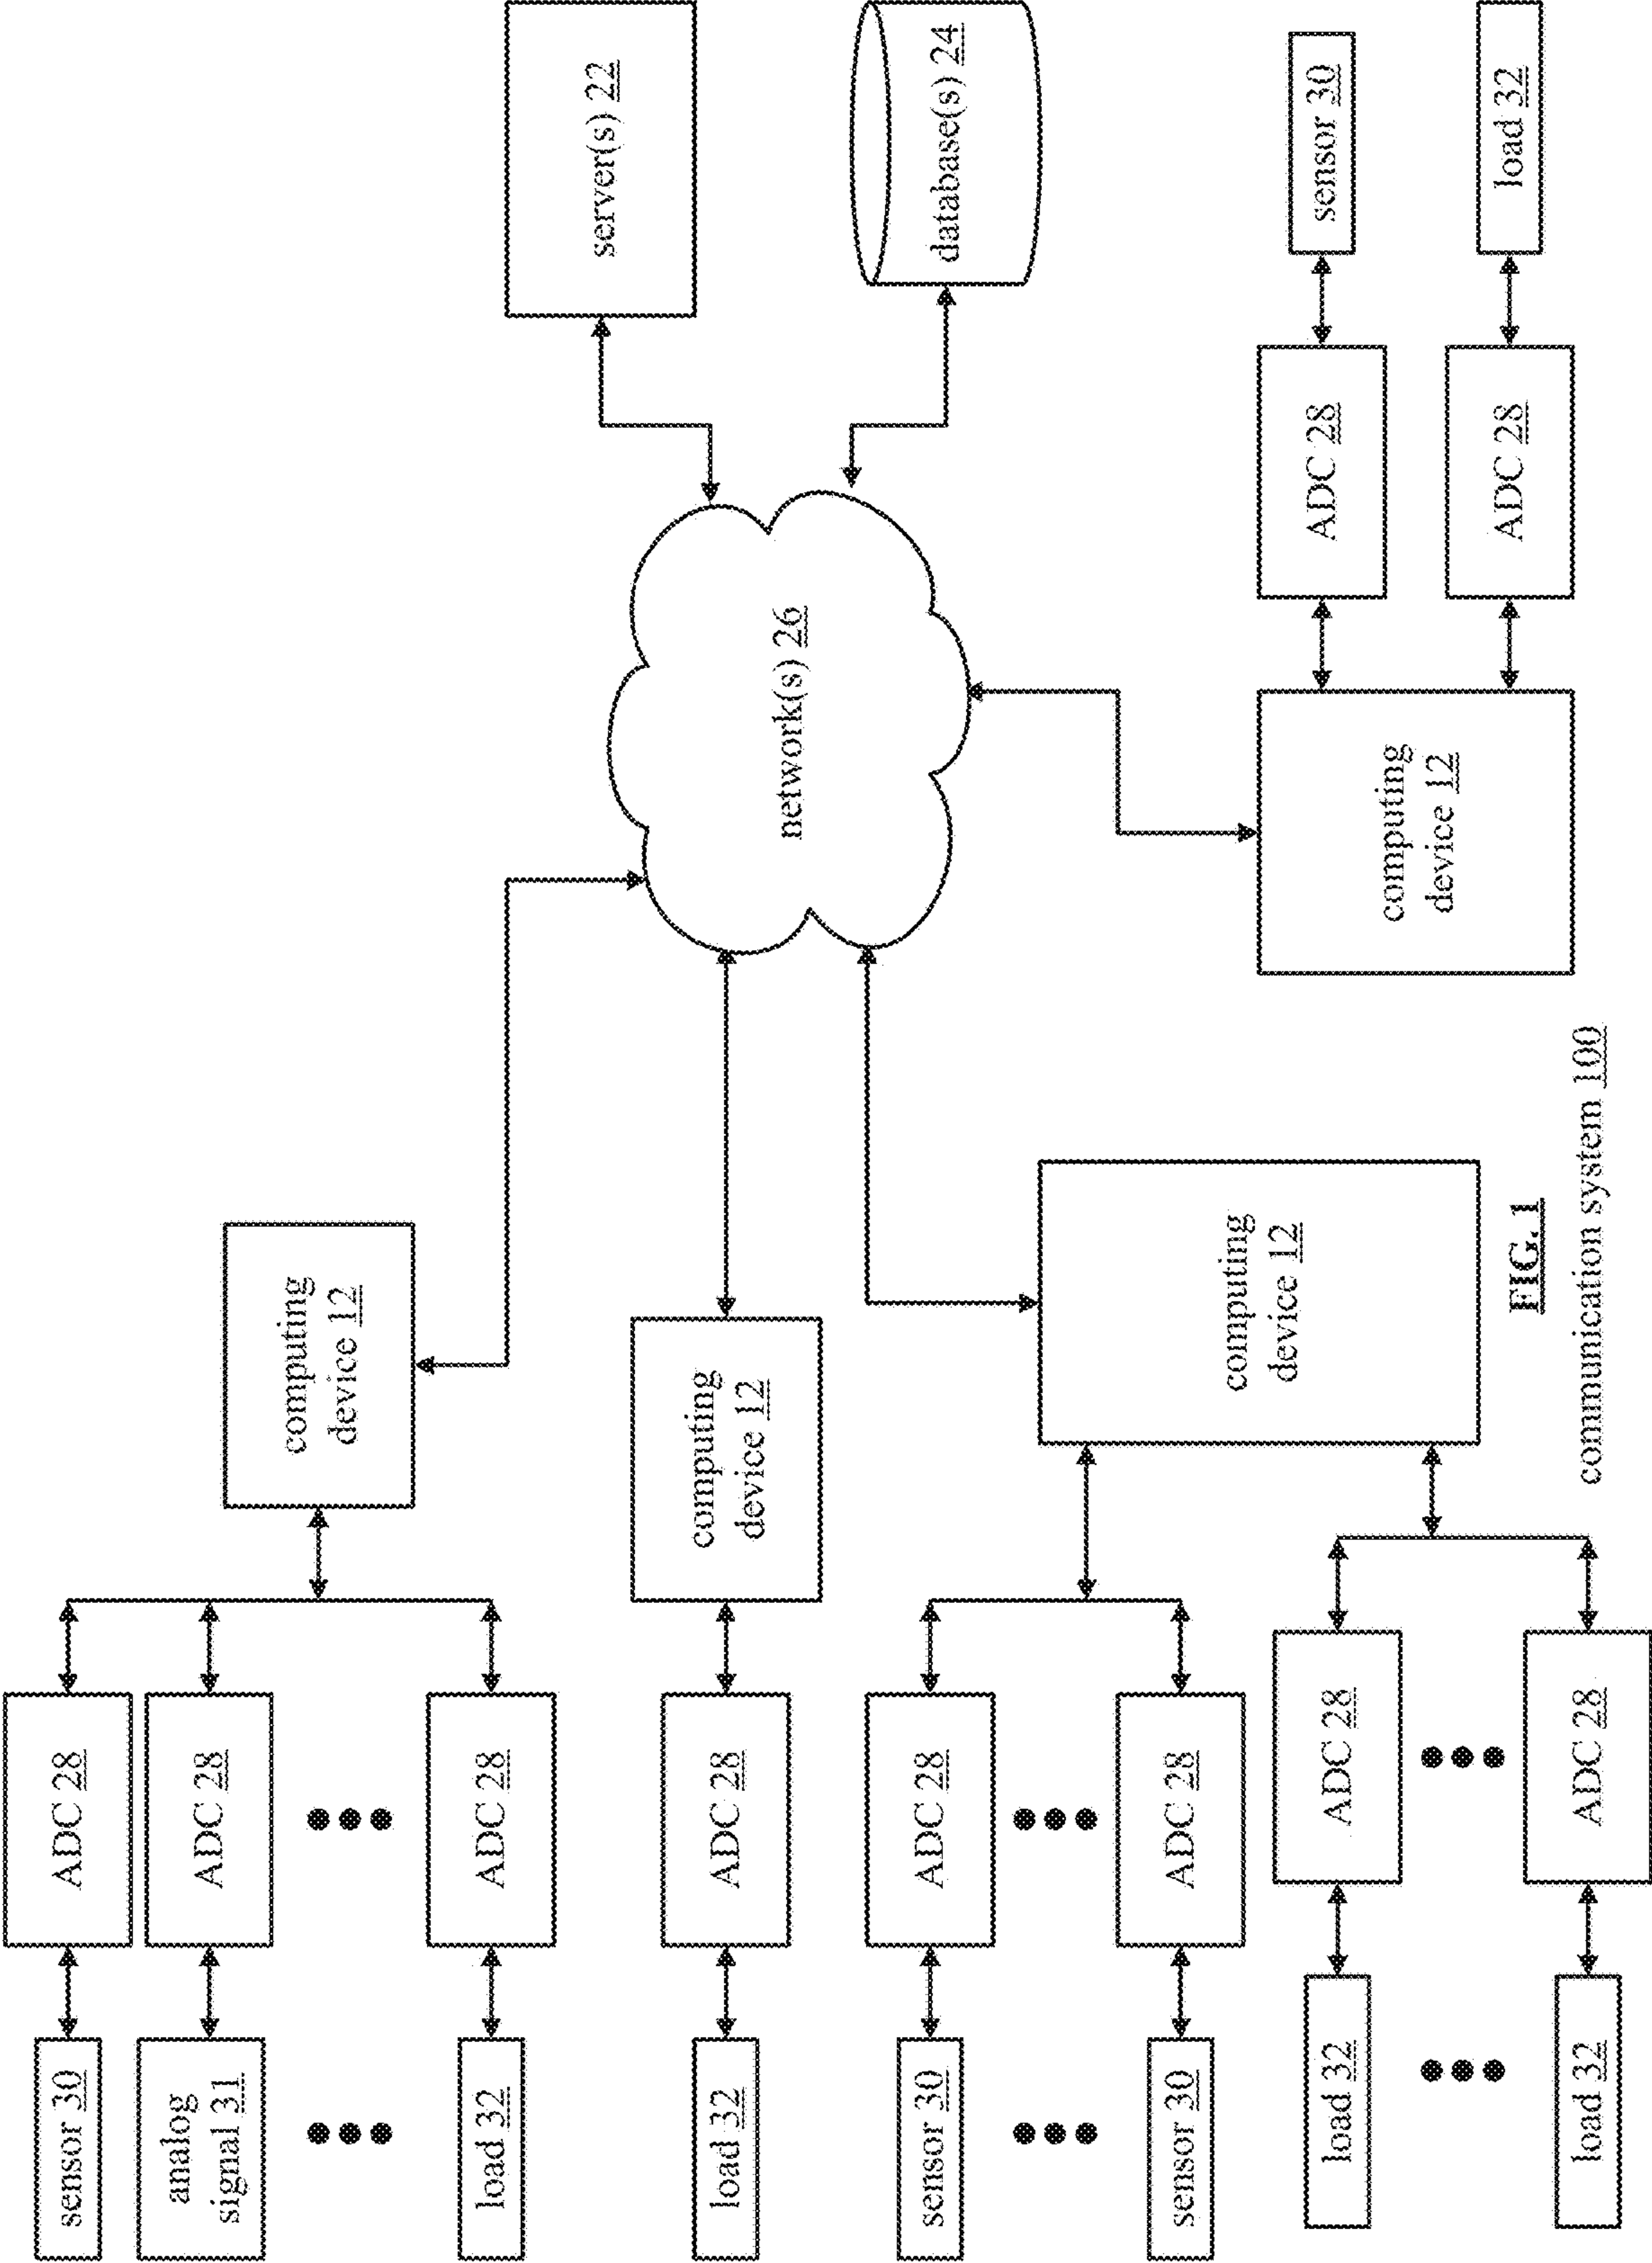 sensor 30
ADC 28
analog
signal 31
ADC 28
computing
device 12
load 32
ADC 28
server(s) 22
load 32
ADC 28
computing
device 12
network(s) 26
database(s) 24
sensor 30
ADC 28
sensor 30
ADC 28
computing
device 12
load 32
ADC 28
load 32
ADC 28
computing
device 12
ADC 28
sensor 30
ADC 28
load 32
FIG. 1
communication system 100